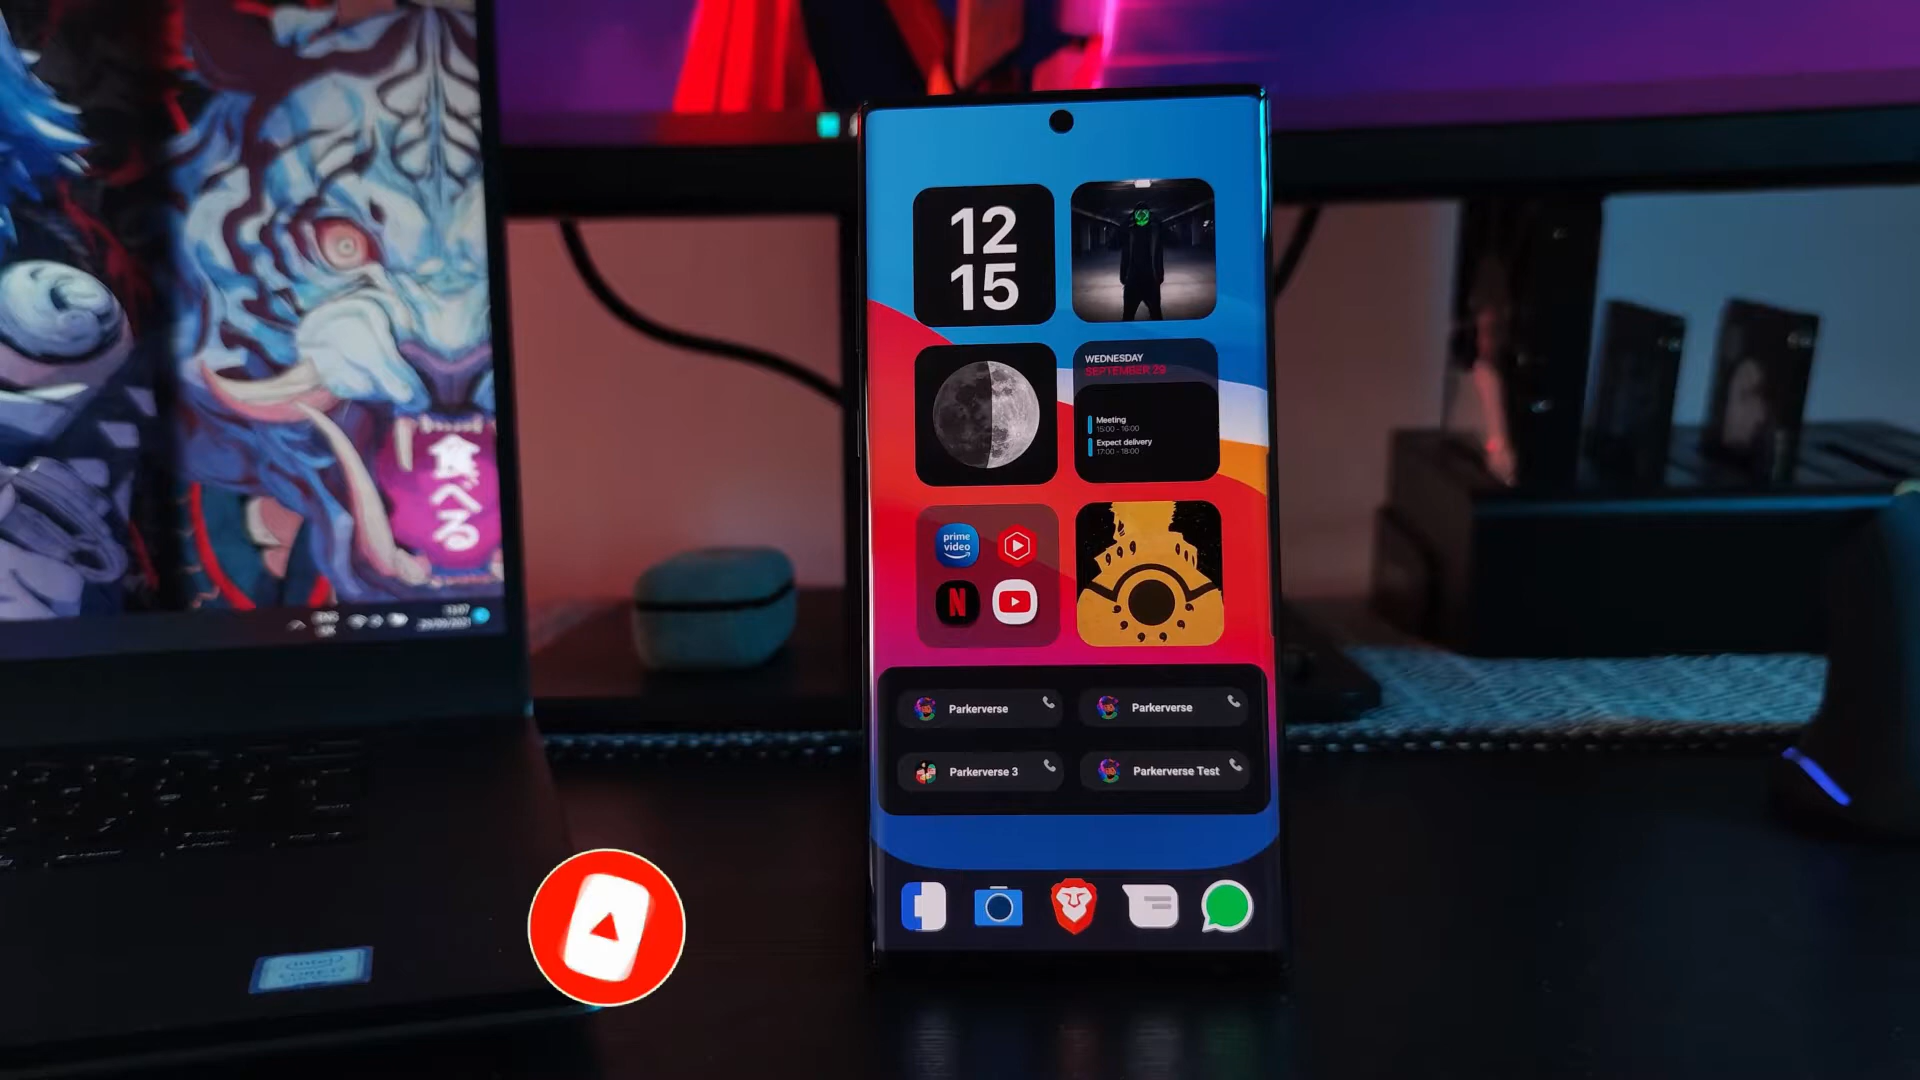 食べる
12
15
WEDNESDAY
SEPTEMBER 29
Meeting
15:00 - 16:00
Expect delivery
17:00 - 18:00
prime
video
N
Parkerverse
Parkerverse
Parkerverse 3
Parkerverse Test
intel